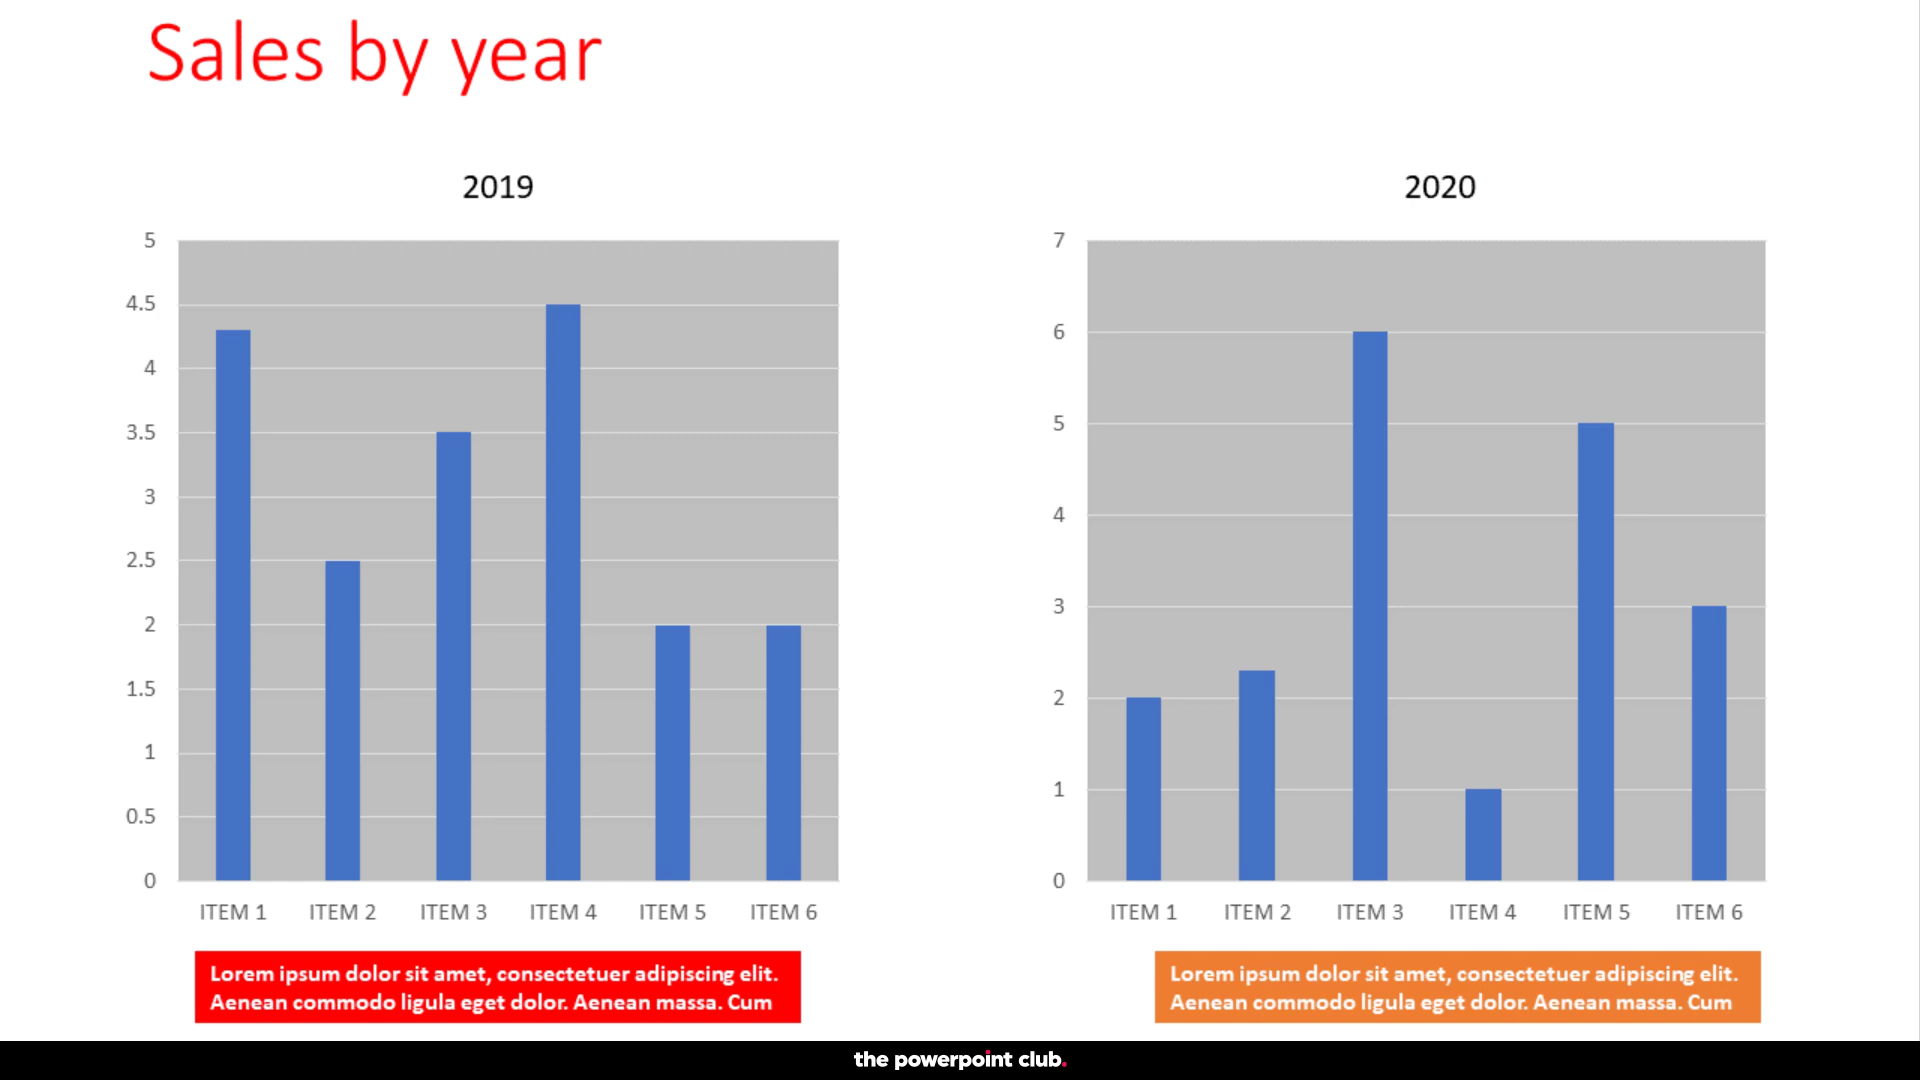 Sales by year
2019
5
4.5
4
3.5
3
2.5
2
1.5
1
0.5
0
ITEM 1 ITEM 2 ITEM 3 ITEM 4 ITEM 5 ITEM 6
Lorem ipsum dolor sit amet, consectetuer adipiscing elit.
Aenean commodo ligula eget dolor. Aenean massa. Cum
2020
7
6
5
4
3
2
1
0
ITEM 1 ITEM 2 ITEM 3 ITEM 4 ITEM 5 ITEM 6
Lorem ipsum dolor sit amet, consectetuer adipiscing elit.
Aenean commodo ligula eget dolor. Aenean massa. Cum
the powerpoint club.